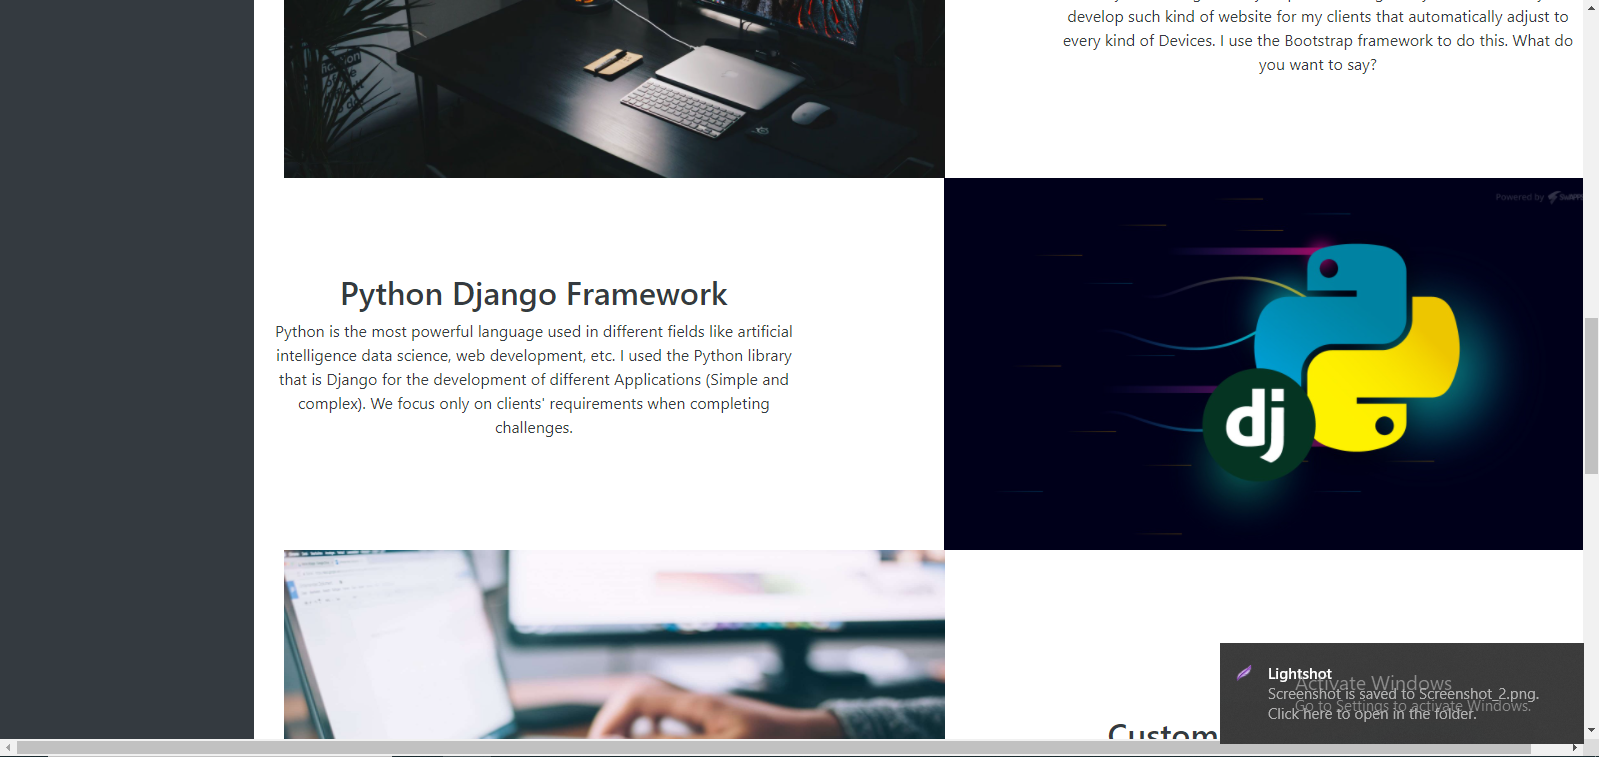 develop such kind of website for my clients that automatically adjust to
every kind of Devices. I use the Bootstrap framework to do this. What do
you want to say?
Powered by
Python Django Framework
Python is the most powerful language used in different fields like artificial
intelligence data science, web development, etc. I used the Python library
that is Django for the development of different Applications (Simple and
complex). We focus only on clients' requirements when completing
challenges.
dj
Custom
Lightshot
Activate Windows
Screenshot is saved to Screenshot_2.png.
Go to Settings to activate Windows.
Click here to open in the folder.